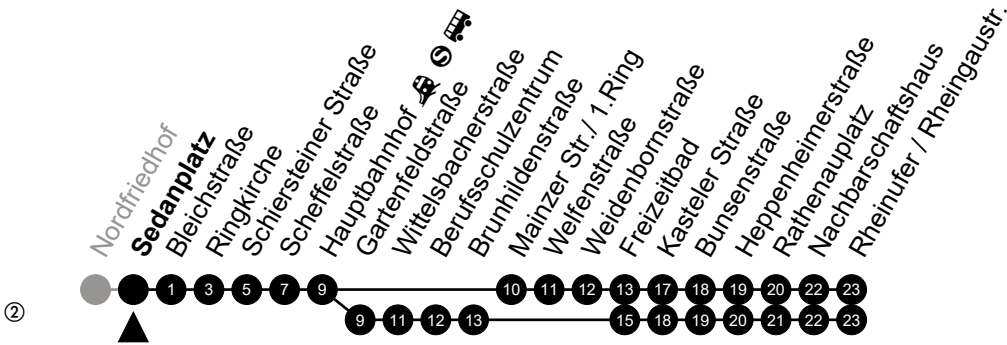 Nordfriedhof
Sedanplatz
Bleichstraße
Ringkirche
Schiersteiner Straße
Scheffelstraße
Hauptbahnhof S
Gartenfeldstraße
Wittelsbacherstraße
Berufsschulzentrum
Brunhildenstraße
Mainzer Str./ 1.Ring
Welfenstraße
Weidenbornstraße
Freizeitbad
Kasteler Straße
Bunsenstraße
Heppenheimerstraße
Rathenauplatz
Nachbarschaftshaus
Rheinufer / Rheingaustr.
1 3 5 7 9 10 11 12 13 17 18 19 20 22 23
② 9 11 12 13 15 18 19 20 21 22 23